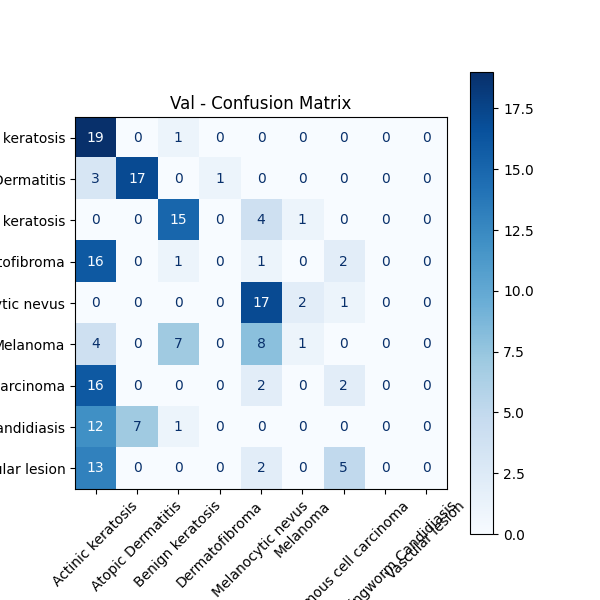 Val - Confusion Matrix
keratosis 19 0 1 0 0 0 0 0 0
Dermatitis 3 17 0 1 0 0 0 0 0
keratosis 0 0 15 0 4 1 0 0 0
tofibroma 16 0 1 0 1 0 2 0 0
ytic nevus 0 0 0 0 17 2 1 0 0
Melanoma 4 0 7 0 8 1 0 0 0
arcinoma 16 0 0 0 2 0 2 0 0
andidiasis 12 7 1 0 0 0 0 0 0
lar lesion 13 0 0 0 2 0 5 0 0
Actinic keratosis
Atopic Dermatitis
Benign keratosis
Dermatofibroma
Melanocytic nevus
Melanoma
mous cell carcinoma
ngworm Candidiasis
Vascular lesion
17.5
15.0
12.5
10.0
7.5
5.0
2.5
0.0